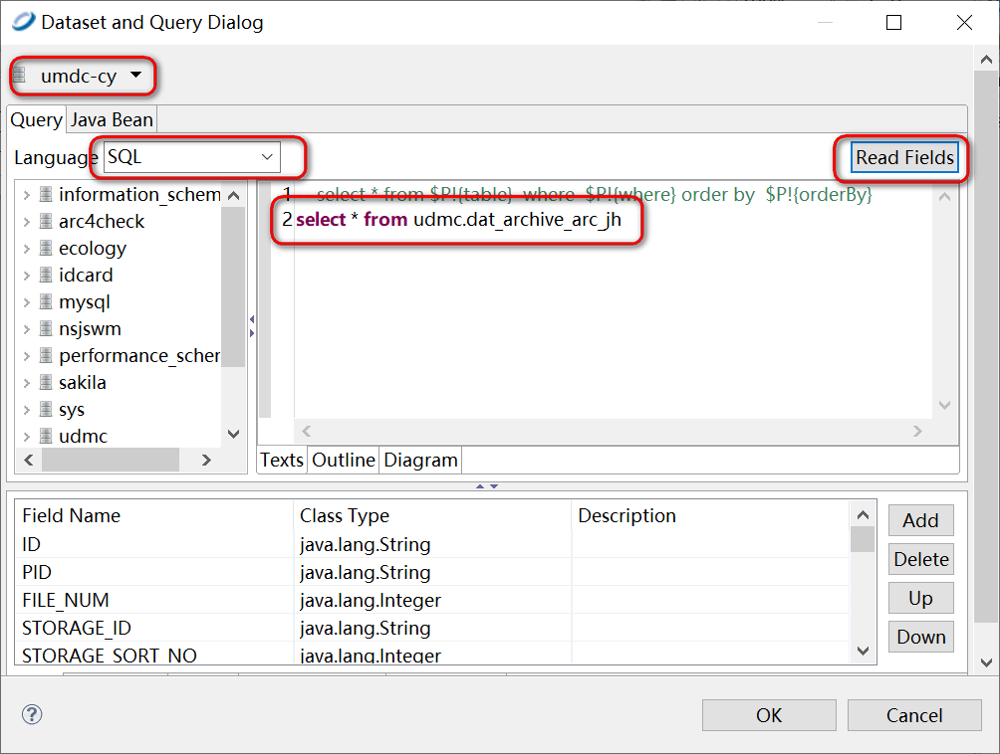 Dataset and Query Dialog
umdc-cy
Query Java Bean
Language SQL Read Fields
information_schem
arc4check
ecology
idcard
mysql
nsjswm
performance_scher
sakila
sys
udmc
1 select * from $P!{table} where $P!{where} order by $P!{orderBy}
2 select * from udmc.dat_archive_arc_jh
Texts Outline Diagram
Field Name Class Type Description
ID java.lang.String
PID java.lang.String
FILE_NUM java.lang.Integer
STORAGE_ID java.lang.String
STORAGE_SORT_NO java.lang.Integer
Add
Delete
Up
Down
OK Cancel